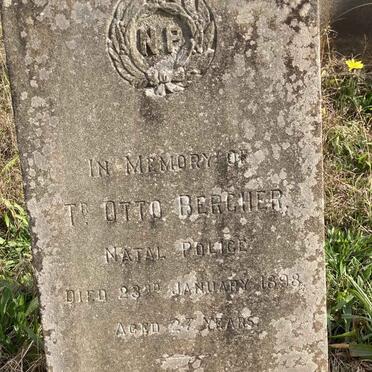 NP
IN MEMORY OF
TR OTTO BERCHER,
NATAL POLICE
DIED 23RD JANUARY 1898
AGED 27 YEARS